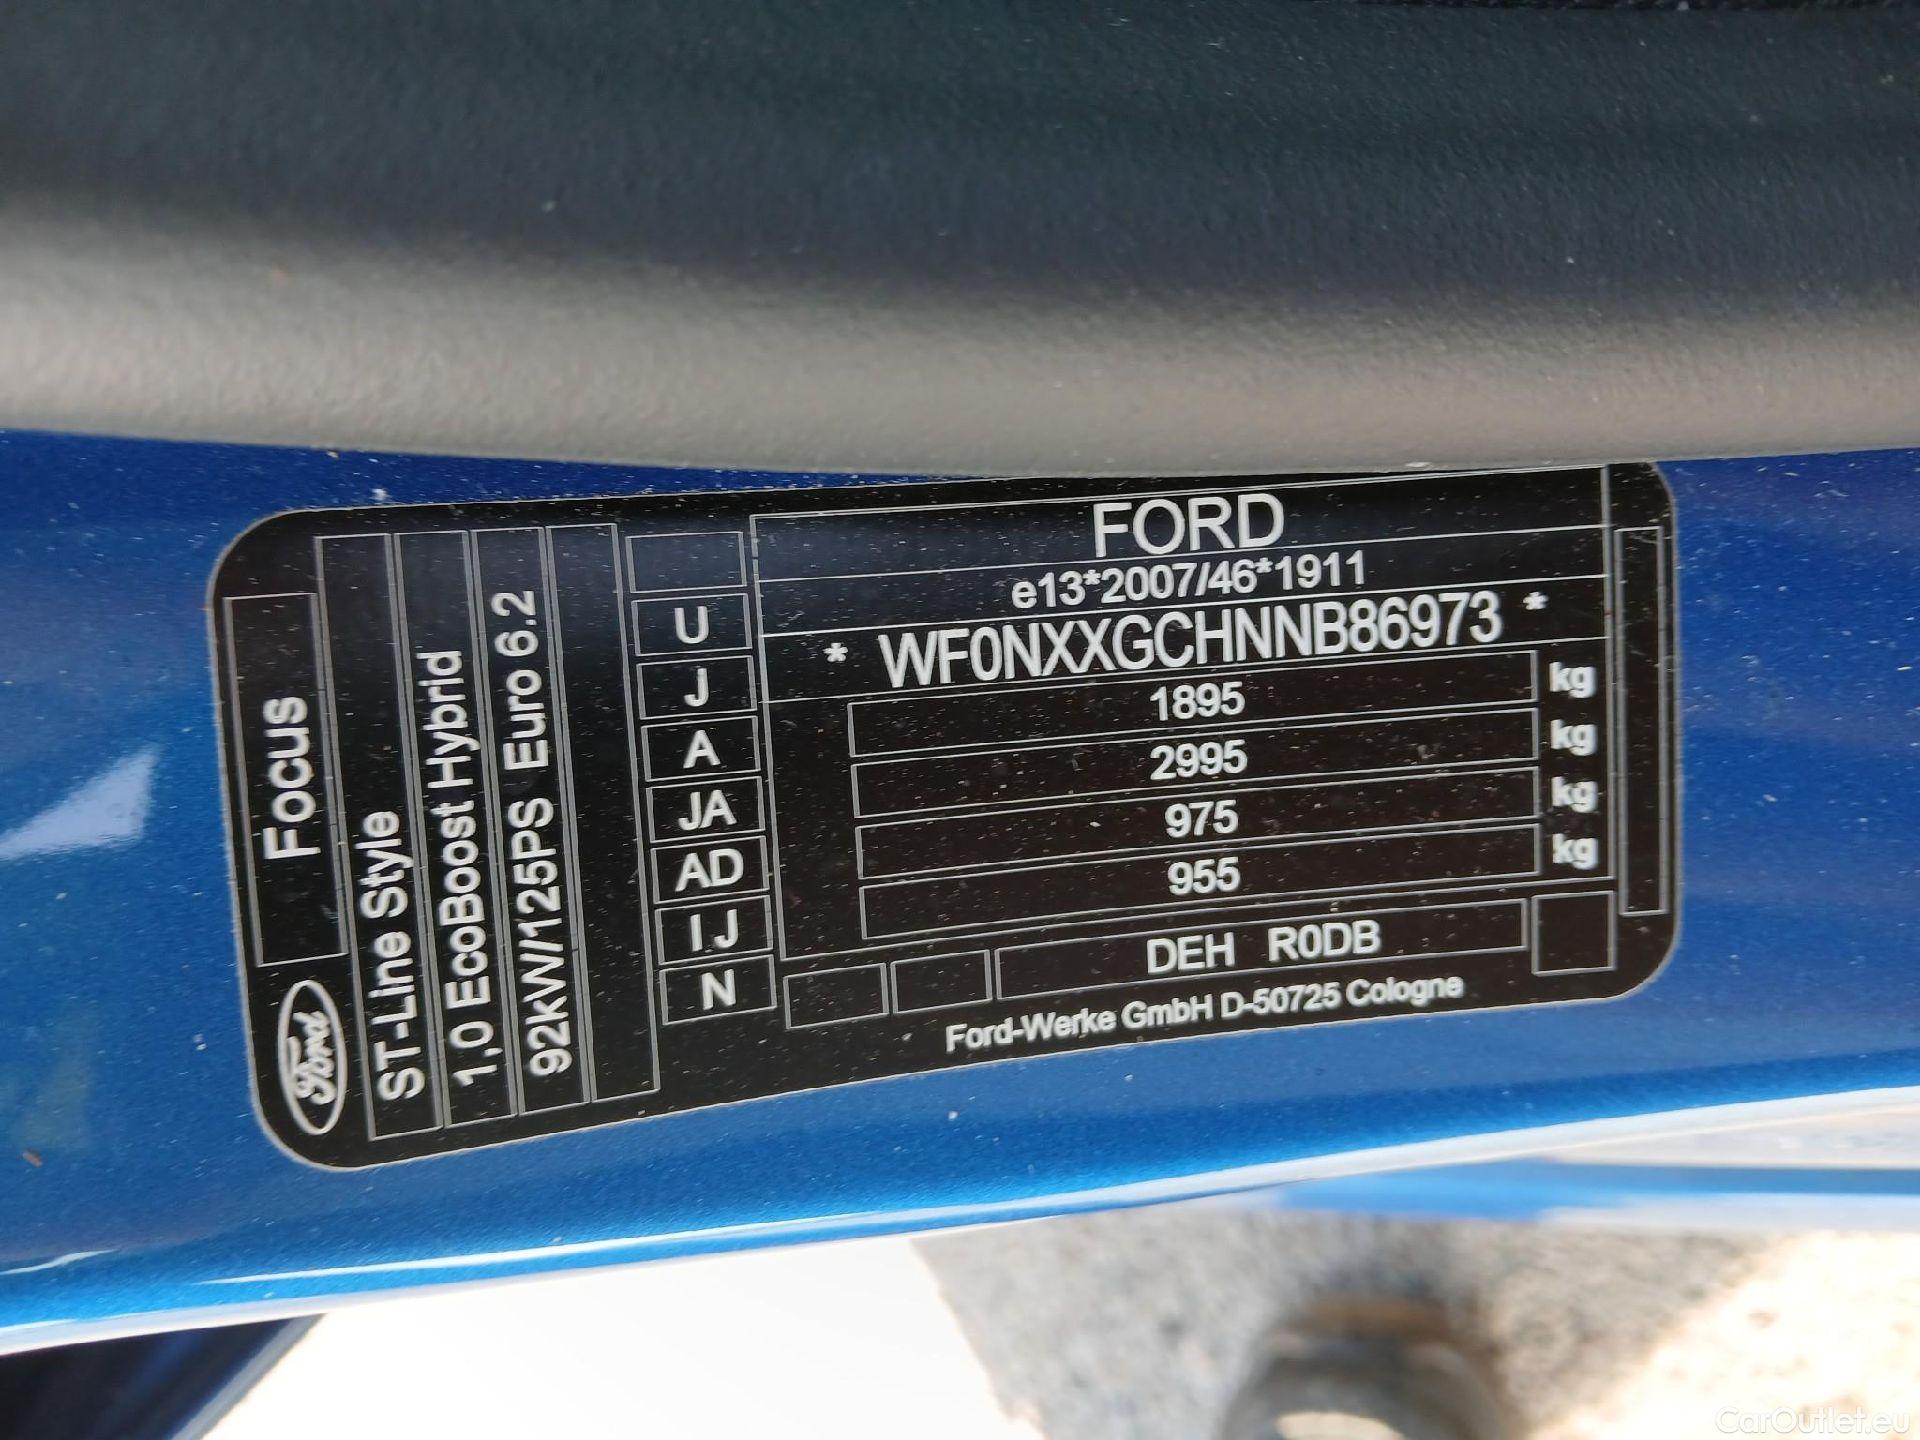 FORD
e13*2007/46*1911
* WF0NXXGCHNNB86973 *
1895 kg
2995 kg
975 kg
955 kg
DEH R0DB
Ford-Werke GmbH D-50725 Cologne
U
J
A
JA
AD
IJ
N
Ford Focus
ST-Line Style
1,0 EcoBoost Hybrid
92kW/125PS Euro 6.2
CarOutlet.eu